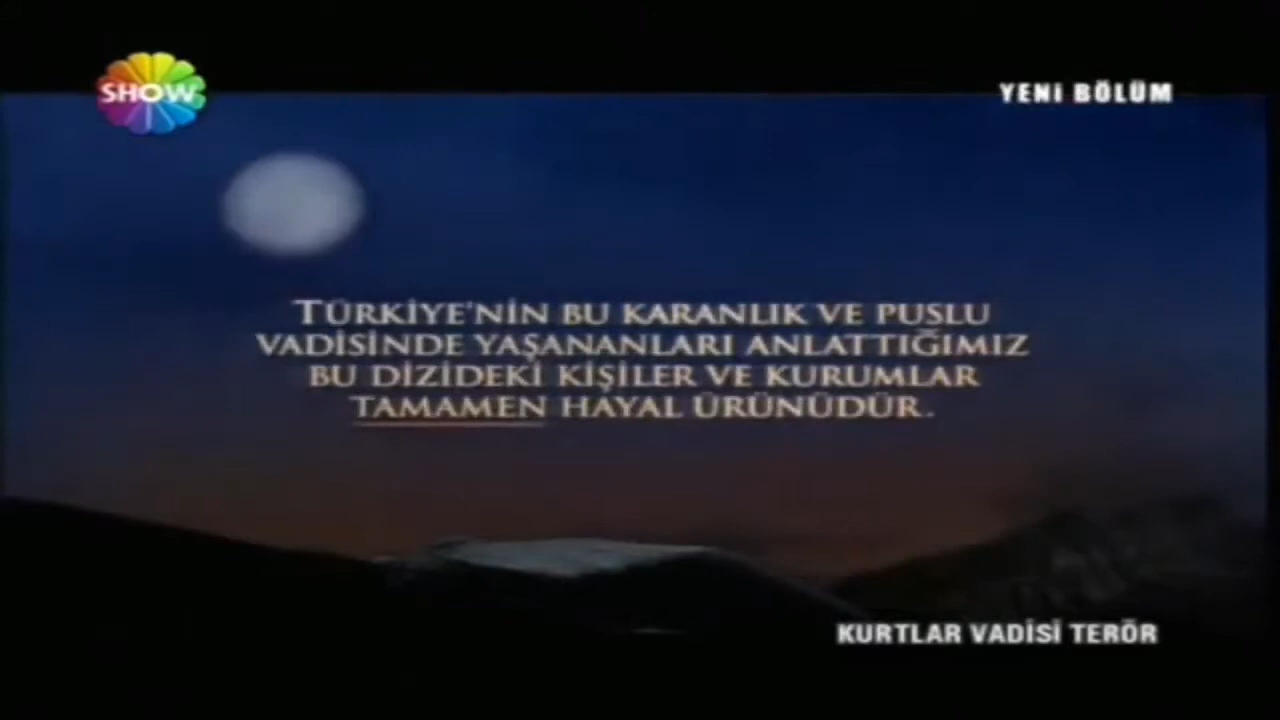 SHOW
YENİ BÖLÜM
TÜRKİYE'NİN BU KARANLIK VE PUSLU
VADİSİNDE YAŞANANLARI ANLATTIĞIMIZ
BU DİZİDEKİ KİŞİLER VE KURUMLAR
TAMAMEN HAYAL ÜRÜNÜDÜR.
KURTLAR VADİSİ TERÖR